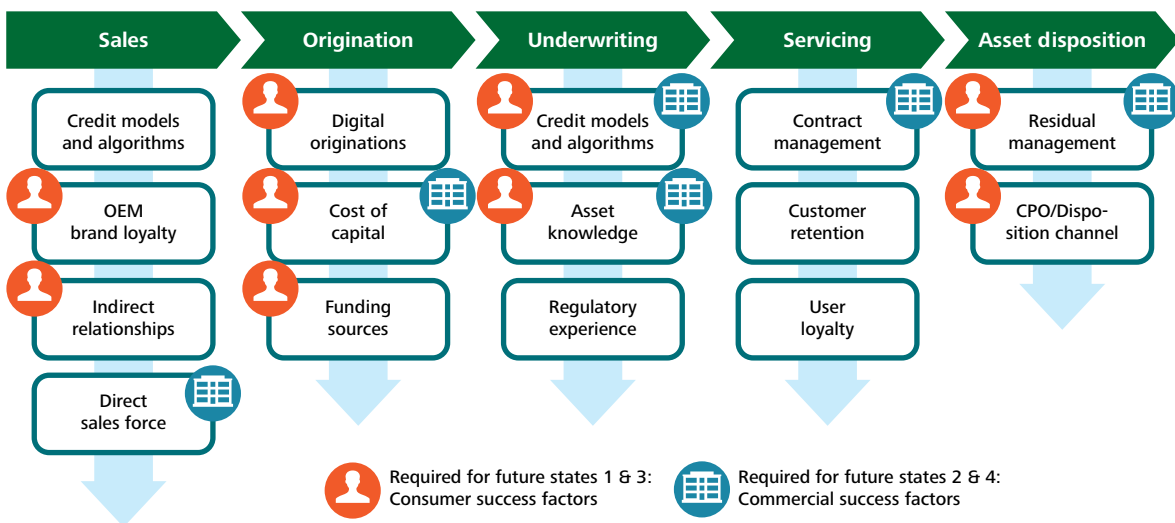 Sales
Origination
Underwriting
Servicing
Asset disposition
Credit models
and algorithms
OEM
brand loyalty
Indirect
relationships
Direct
sales force
Digital
originations
Cost of
capital
Funding
sources
Credit models
and algorithms
Asset
knowledge
Regulatory
experience
Contract
management
Customer
retention
User
loyalty
Residual
management
CPO/Dispo-
sition channel
Required for future states 1 & 3:
Consumer success factors
Required for future states 2 & 4:
Commercial success factors